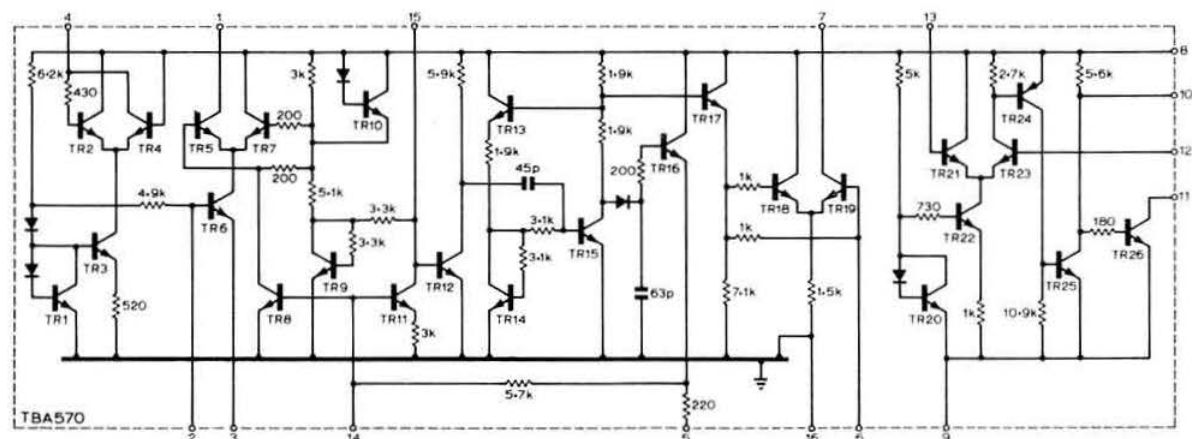 4 1 15 7 13
6·2k
430
3k
5·9k
1·9k
5k
2·7k
5·6k
8
10
TR2 TR4 TR5 TR7
200
TR10
TR13
TR17
TR24
200
1·9k
1·9k
TR16
TR21 TR23
12
45p
200
1k
TR18 TR19
4·9k
TR6
5·1k
3·3k
3·3k
3·1k
3·1k
TR15
1k
730
TR22
11
180
TR26
TR3
520
TR1
TR8
TR9
TR11
TR12
3k
TR14
63p
7·1k
1·5k
TR20
1k
10·9k
TR25
5·7k
220
TBA570
2 3 14 5 16 6 9